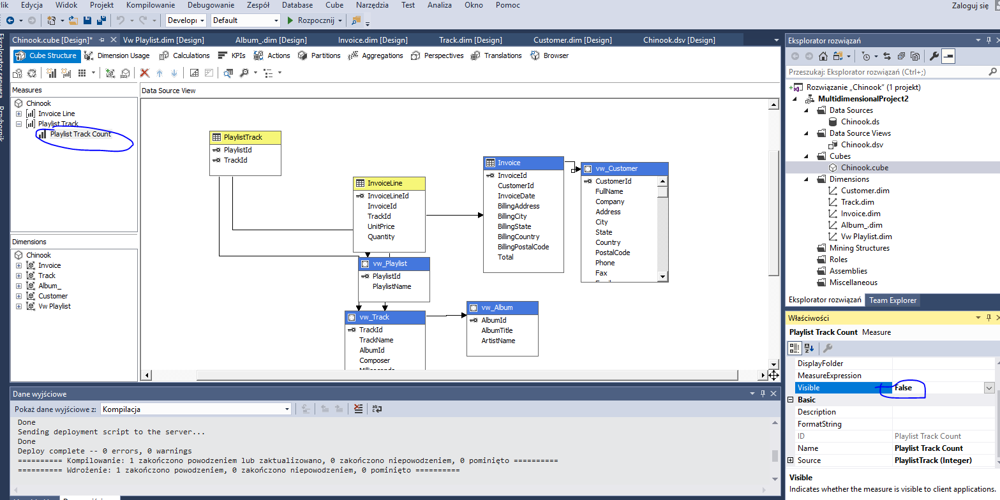 lik Edycja Widok Projekt Kompilowanie Debugowanie Zespół Database Cube Narzędzia Test Analiza Okno Pomoc Zaloguj się
Developı Default Rozpocznij
Chinook.cube [Design]* Vw Playlist.dim [Design] Album_.dim [Design] Invoice.dim [Design] Track.dim [Design] Customer.dim [Design] Chinook.dsv [Design]
Cube Structure Dimension Usage Calculations KPIs Actions Partitions Aggregations Perspectives Translations Browser
Eksplorator serwera
Przybornik
Measures
Chinook
Invoice Line
Playlist Track
Playlist Track Count
Dimensions
Chinook
Invoice
Track
Album_
Customer
Vw Playlist
Data Source View
PlaylistTrack
PlaylistId
TrackId
InvoiceLine
InvoiceLineId
InvoiceId
TrackId
UnitPrice
Quantity
vw_Playlist
PlaylistId
PlaylistName
vw_Track
TrackId
TrackName
AlbumId
Composer
Milliseconds
Invoice
InvoiceId
CustomerId
InvoiceDate
BillingAddress
BillingCity
BillingState
BillingCountry
BillingPostalCode
Total
vw_Customer
CustomerId
FullName
Company
Address
City
State
Country
PostalCode
Phone
Fax
vw_Album
AlbumId
AlbumTitle
ArtistName
Dane wyjściowe
Pokaż dane wyjściowe z: Kompilacja
Done
Sending deployment script to the server...
Done
Deploy complete -- 0 errors, 0 warnings
========== Kompilowanie: 1 zakończono powodzeniem lub zaktualizowano, 0 zakończono niepowodzeniem, 0 pominięto ==========
========== Wdrożenie: 1 zakończono powodzeniem, 0 zakończono niepowodzeniem, 0 pominięto ==========
Eksplorator rozwiązań
Przeszukaj: Eksplorator rozwiązań (Ctrl+;)
Rozwiązanie „Chinook” (1 projekt)
MultidimensionalProject2
Data Sources
Chinook.ds
Data Source Views
Chinook.dsv
Cubes
Chinook.cube
Dimensions
Customer.dim
Track.dim
Invoice.dim
Album_.dim
Vw Playlist.dim
Mining Structures
Roles
Assemblies
Miscellaneous
Eksplorator rozwiązań Team Explorer
Właściwości
Playlist Track Count Measure
DisplayFolder
MeasureExpression
Visible False
Basic
Description
FormatString
ID Playlist Track Count
Name Playlist Track Count
Source PlaylistTrack (Integer)
Visible
Indicates whether the measure is visible to client applications.